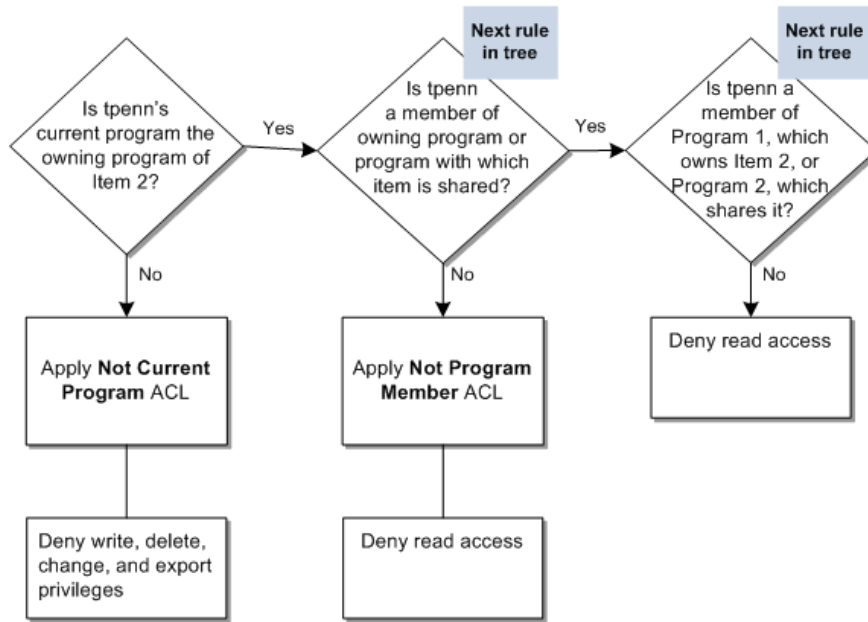 Next rule
in tree
Next rule
in tree
Is tpenn's
current program the
owning program of
Item 2?
Yes
Is tpenn
a member of
owning program or
program with which
item is shared?
Yes
Is tpenn a
member of
Program 1, which
owns Item 2, or
Program 2, which
shares it?
No
No
No
Apply Not Current
Program ACL
Apply Not Program
Member ACL
Deny read access
Deny write, delete,
change, and export
privileges
Deny read access